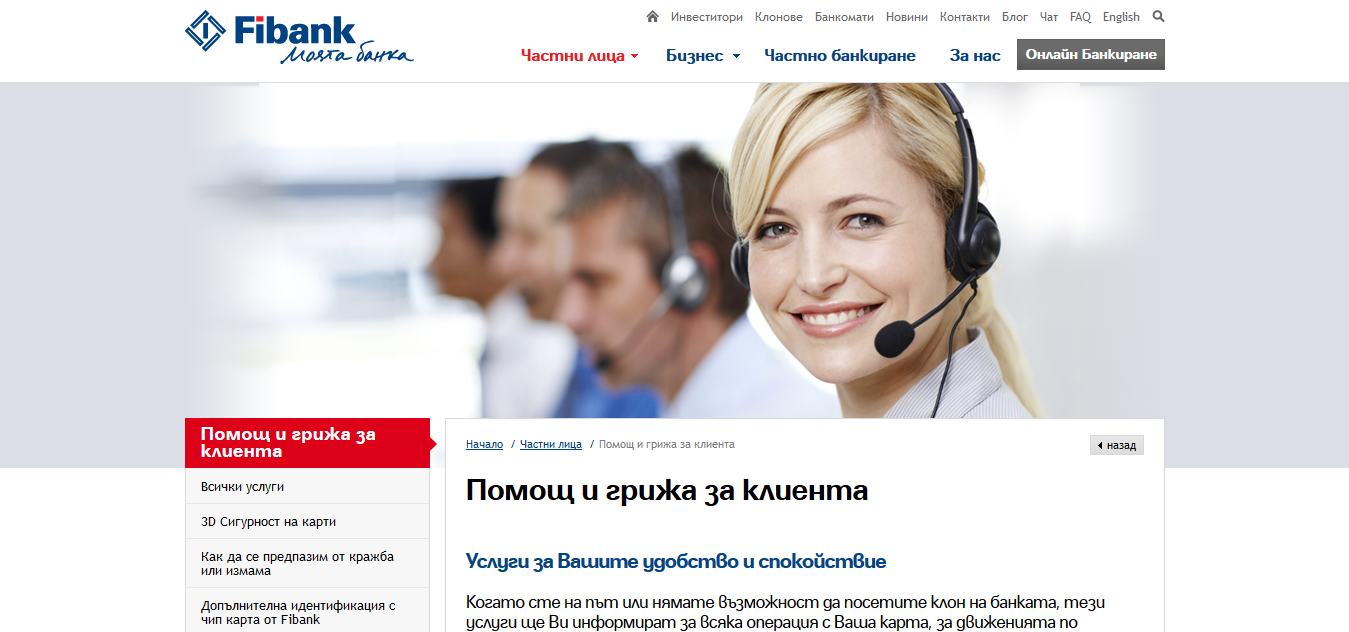 Fibank
Моята банка
Инвеститори Клонове Банкомати Новини Контакти Блог Чат FAQ English
Частни лица Бизнес Частно банкиране За нас Онлайн Банкиране
Помощ и грижа за
клиента
Всички услуги
3D Сигурност на карти
Как да се предпазим от кражба
или измама
Допълнителна идентификация с
чип карта от Fibank
Начало / Частни лица / Помощ и грижа за клиента
назад
Помощ и грижа за клиента
Услуги за Вашите удобство и спокойствие
Когато сте на път или нямате възможност да посетите клон на банката, тези
услуги ще Ви информират за всяка операция с Ваша карта, за движенията по